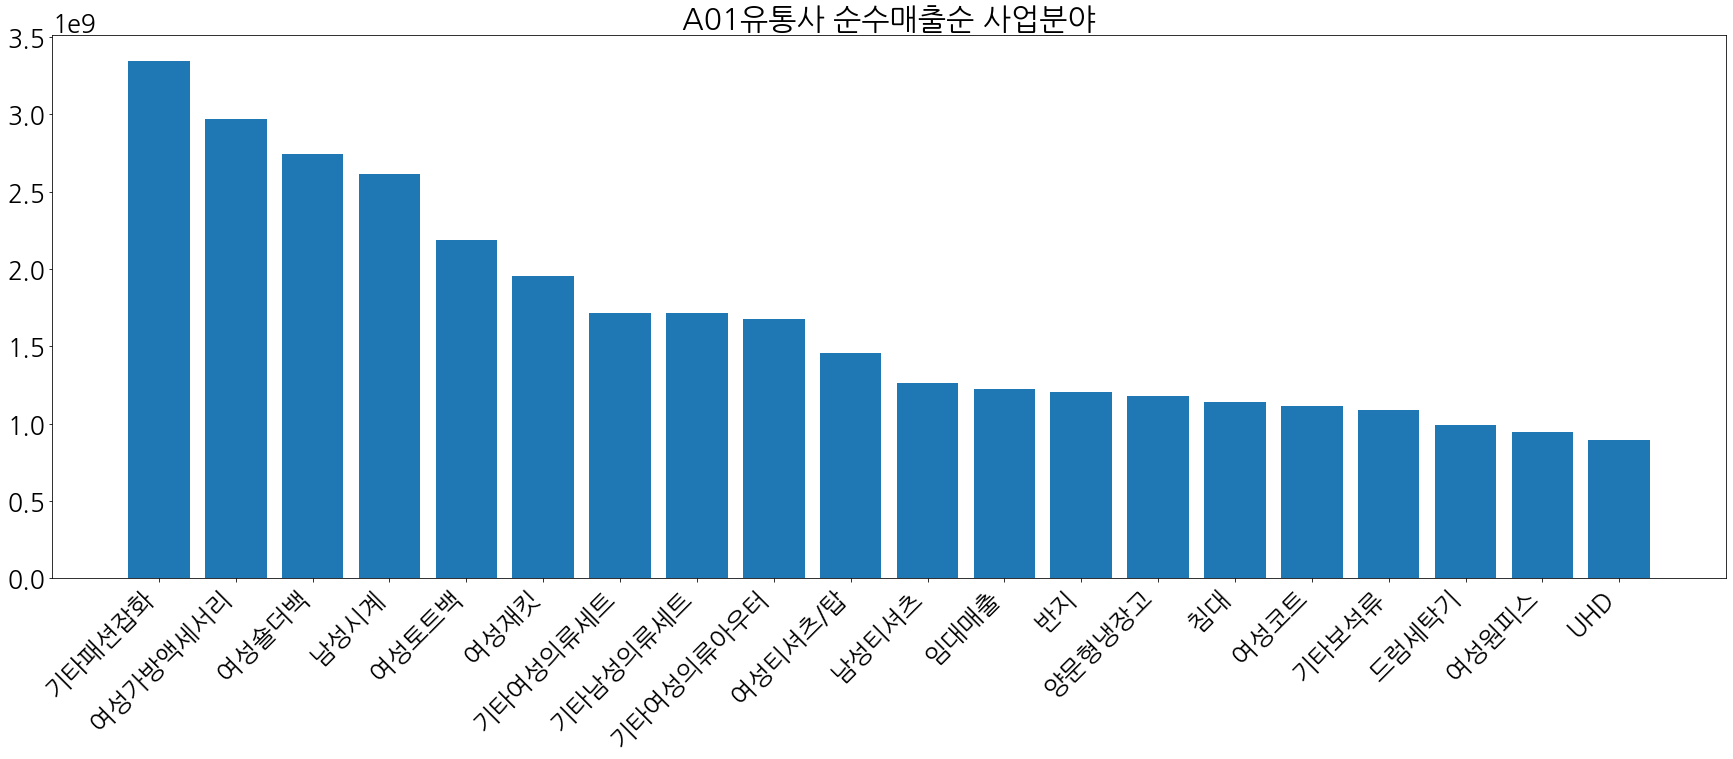 A01유통사 순수매출순 사업분야
1e9
3.5
3.0
2.5
2.0
1.5
1.0
0.5
0.0
기타패션잡화
여성가방액세서리
여성숄더백
남성시계
여성토트백
여성재킷
기타여성의류세트
기타남성의류세트
기타여성의류아우터
여성티셔츠/탑
남성티셔츠
임대매출
반지
양문형냉장고
침대
여성코트
기타보석류
드럼세탁기
여성원피스
UHD